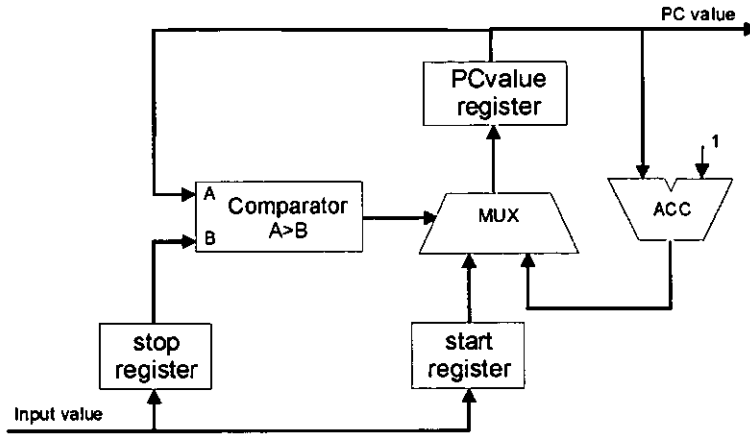 PC value
PCvalue
register
1
A
Comparator
A>B
B
MUX
ACC
stop
register
start
register
Input value